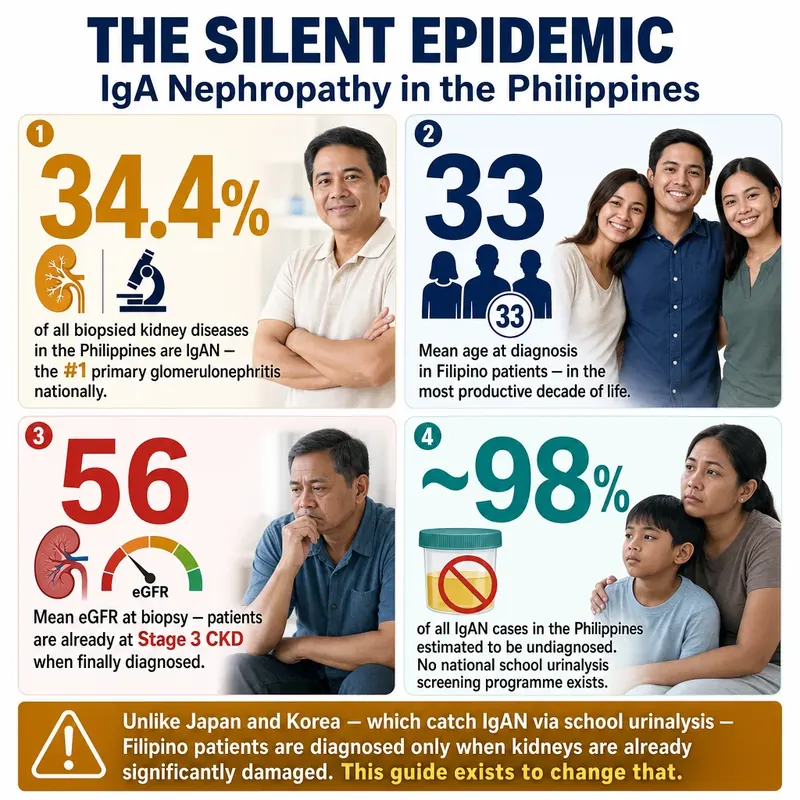 THE SILENT EPIDEMIC
IgA Nephropathy in the Philippines
1
34.4%
of all biopsied kidney diseases
in the Philippines are IgAN –
the #1 primary glomerulonephritis
nationally.
2
33
33
Mean age at diagnosis
in Filipino patients – in the
most productive decade of life.
3
56
eGFR
Mean eGFR at biopsy – patients
are already at Stage 3 CKD
when finally diagnosed.
4
~98%
of all IgAN cases in the Philippines
estimated to be undiagnosed.
No national school urinalysis
screening programme exists.
Unlike Japan and Korea – which catch IgAN via school urinalysis –
Filipino patients are diagnosed only when kidneys are already
significantly damaged. This guide exists to change that.